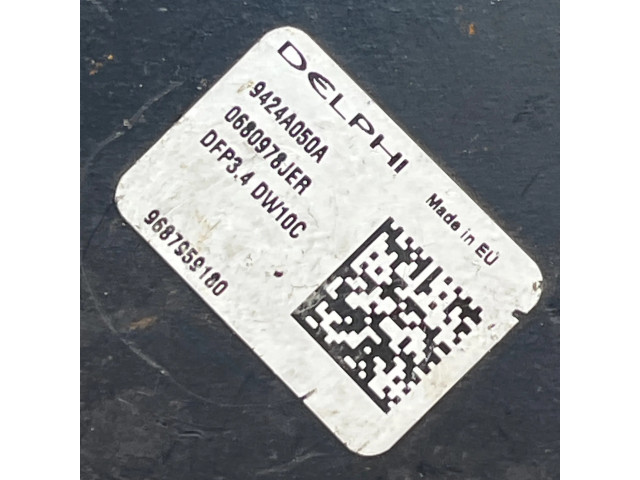 DELPHI
9424A050A
0680978JER
DFP3.4 DW10C
9687959180
Made in EU